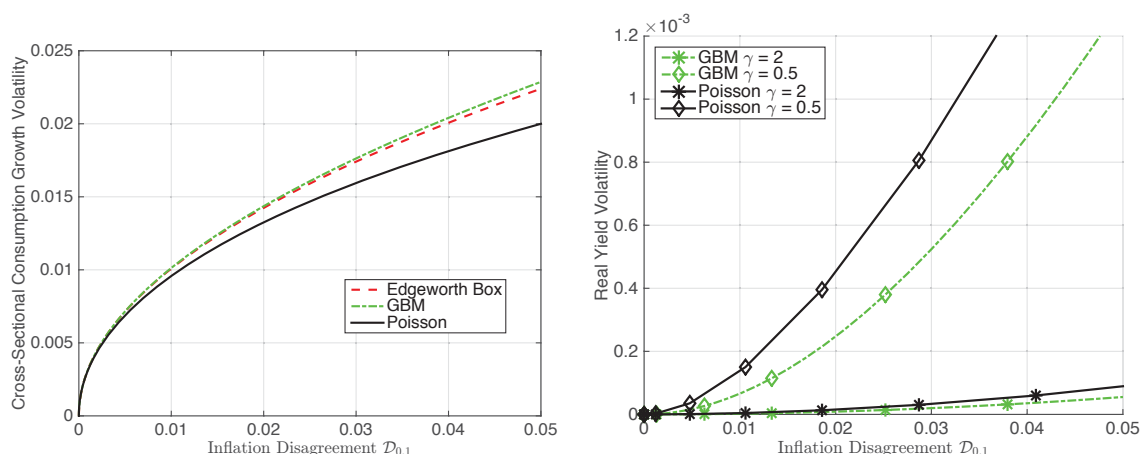 Cross-Sectional Consumption Growth Volatility
0.025
0.02
0.015
0.01
0.005
0
Edgeworth Box
GBM
Poisson
0
0.01
0.02
0.03
0.04
0.05
Inflation Disagreement 𝒟₀,₁
Real Yield Volatility
×10⁻³
1.2
1
0.8
0.6
0.4
0.2
0
GBM γ = 2
GBM γ = 0.5
Poisson γ = 2
Poisson γ = 0.5
0
0.01
0.02
0.03
0.04
0.05
Inflation Disagreement 𝒟₀,₁